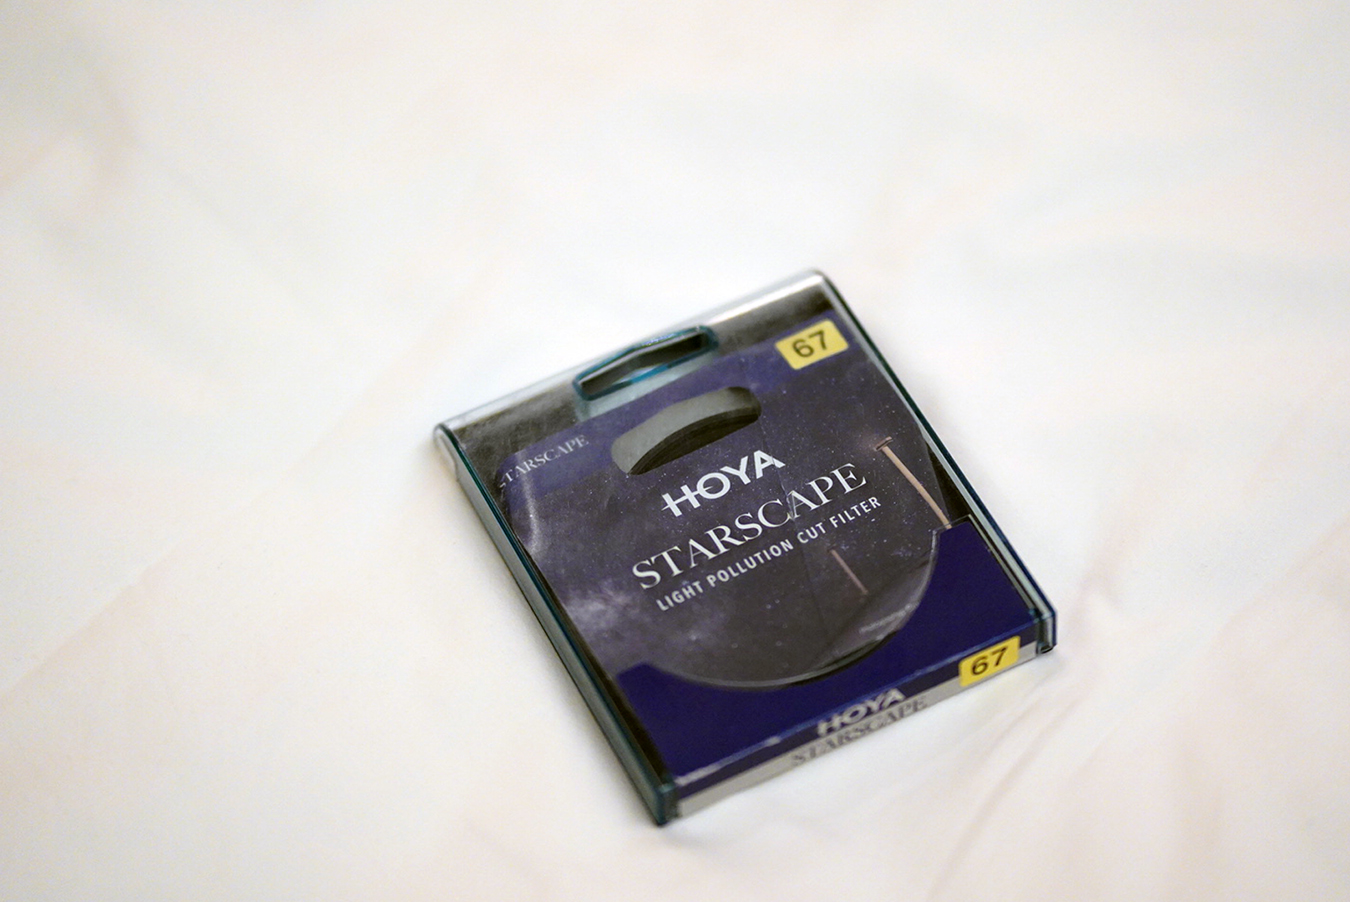 67
STARSCAPE
HOYA
STARSCAPE
LIGHT POLLUTION CUT FILTER
67
HOYA
STARSCAPE